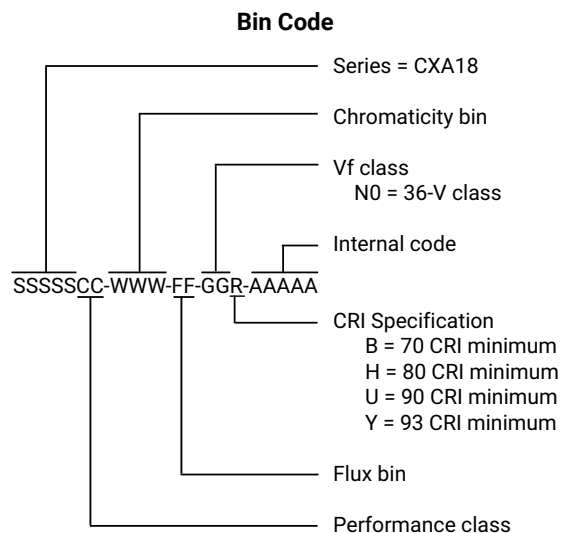 Bin Code
Series = CXA18
Chromaticity bin
Vf class
N0 = 36-V class
Internal code
SSSSSCC-WWW-FF-GGR-AAAAA
CRI Specification
B = 70 CRI minimum
H = 80 CRI minimum
U = 90 CRI minimum
Y = 93 CRI minimum
Flux bin
Performance class